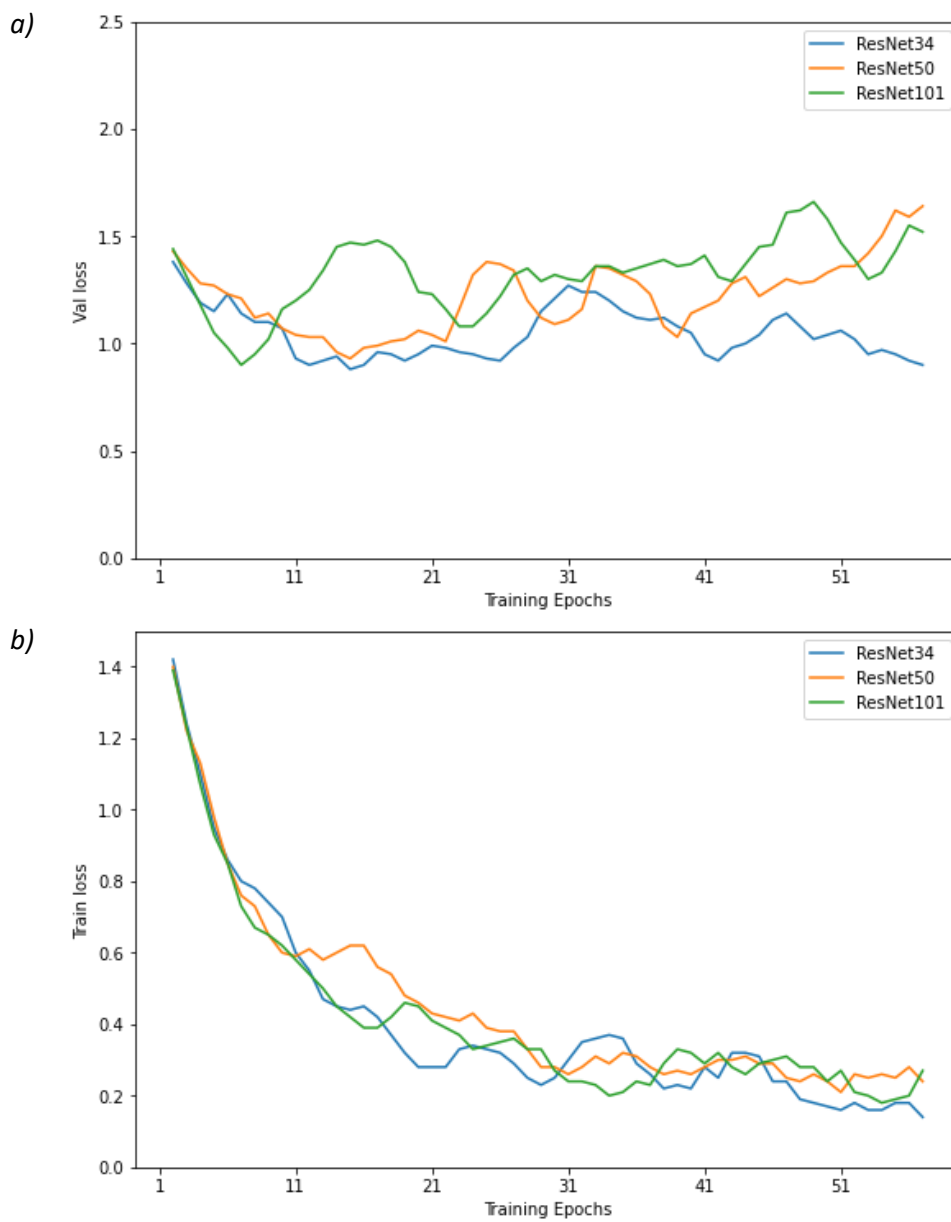 a)
2.5
2.0
1.5
1.0
0.5
0.0
Val loss
ResNet34
ResNet50
ResNet101
1 11 21 31 41 51
Training Epochs
b)
1.4
1.2
1.0
0.8
0.6
0.4
0.2
0.0
Train loss
ResNet34
ResNet50
ResNet101
1 11 21 31 41 51
Training Epochs